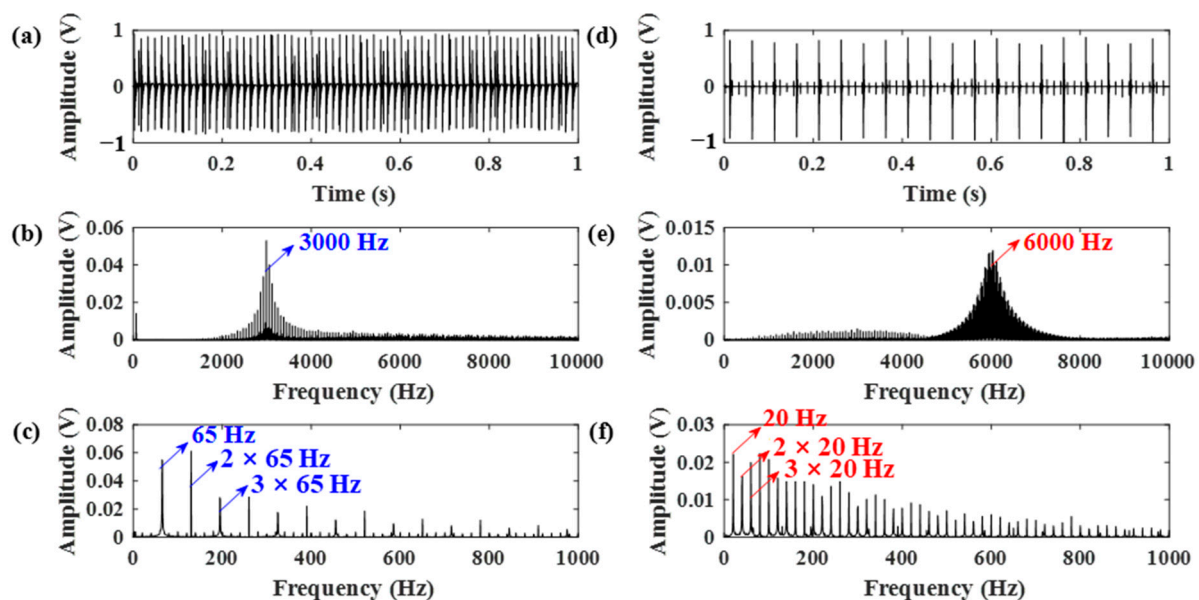 (a)
Amplitude (V)
1
0
−1
0
0.2
0.4
0.6
0.8
1
Time (s)
(d)
Amplitude (V)
1
0
−1
0
0.2
0.4
0.6
0.8
1
Time (s)
(b)
Amplitude (V)
0.06
0.04
0.02
0
3000 Hz
0
2000
4000
6000
8000
10000
Frequency (Hz)
(e)
Amplitude (V)
0.015
0.01
0.005
0
6000 Hz
0
2000
4000
6000
8000
10000
Frequency (Hz)
(c)
Amplitude (V)
0.08
0.06
0.04
0.02
0
65 Hz
2 × 65 Hz
3 × 65 Hz
0
200
400
600
800
1000
Frequency (Hz)
(f)
Amplitude (V)
0.03
0.02
0.01
0
20 Hz
2 × 20 Hz
3 × 20 Hz
0
200
400
600
800
1000
Frequency (Hz)